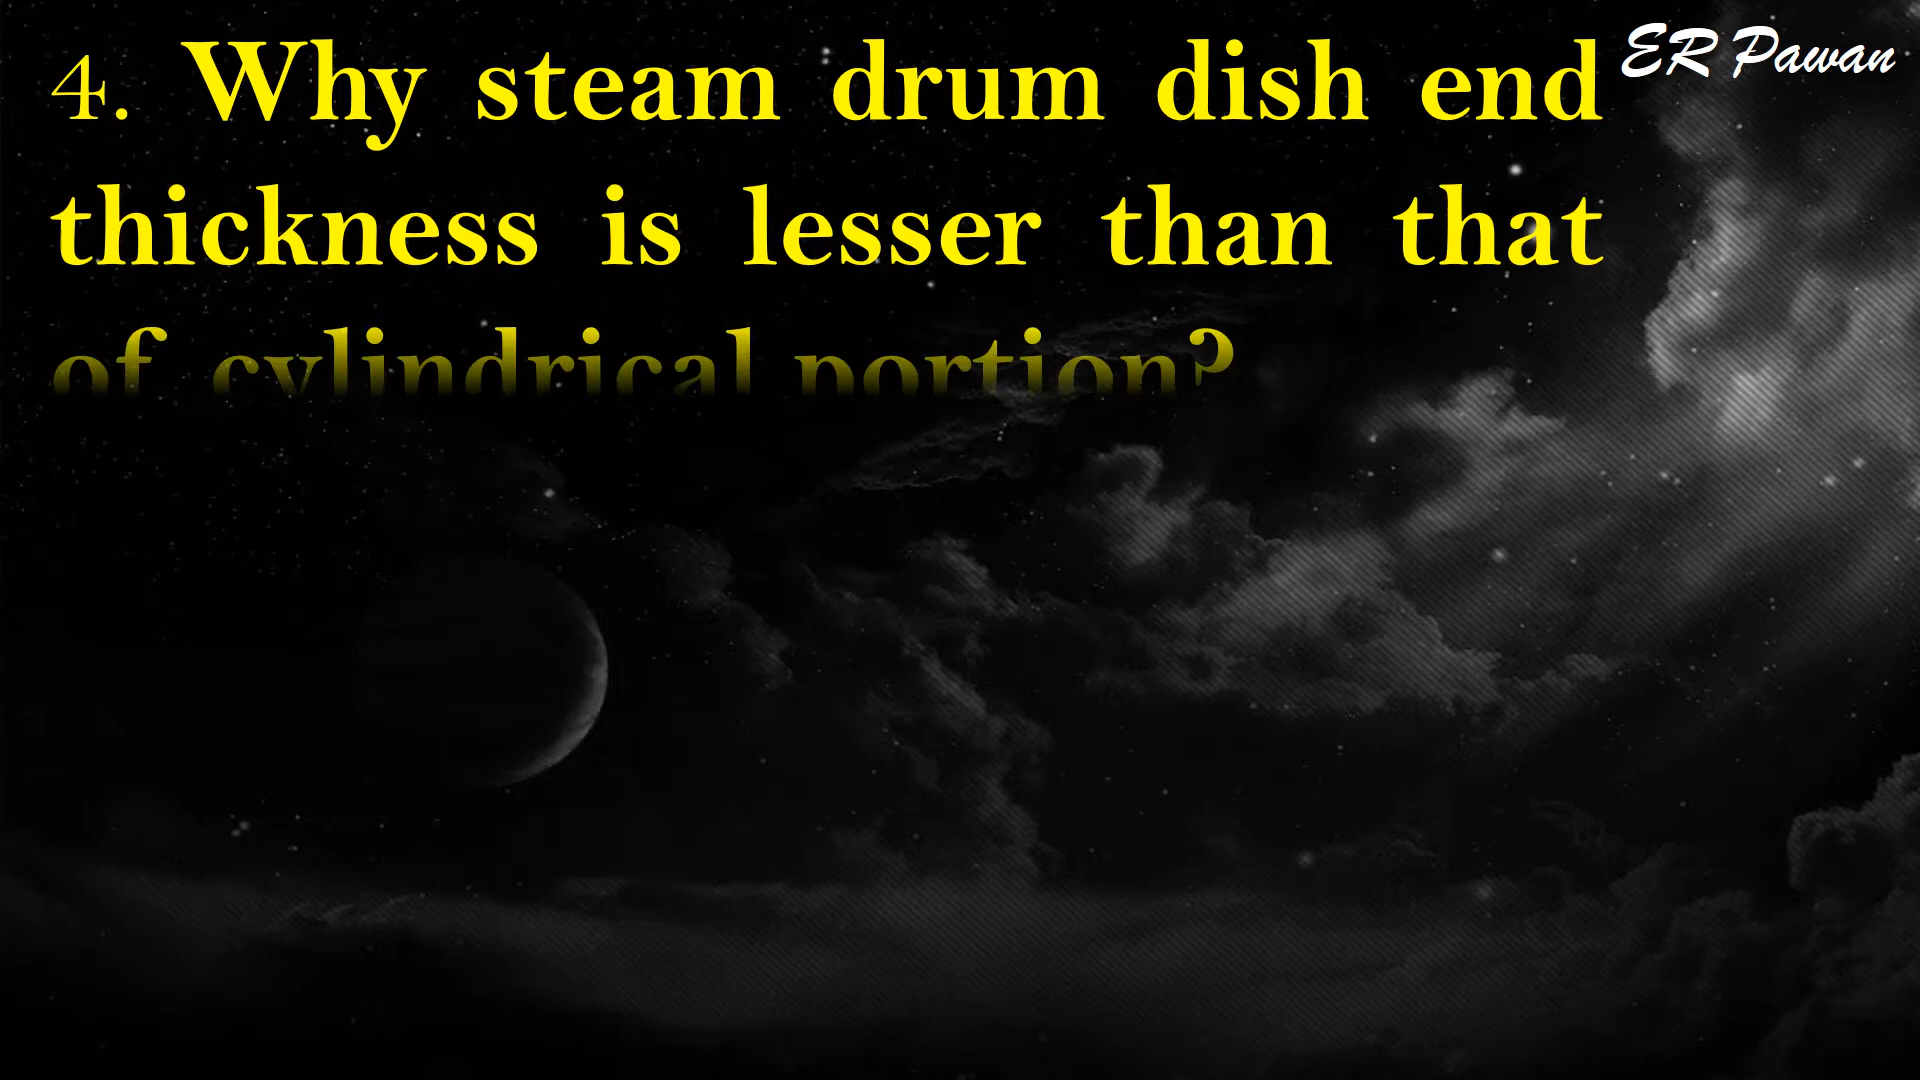 4. Why steam drum dish end
ER Pawan
thickness is lesser than that
of cylindrical portion?